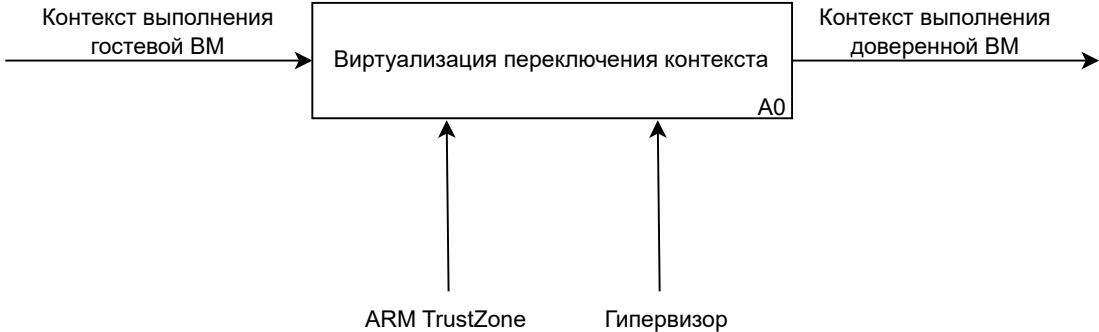 Контекст выполнения
гостевой ВМ
Виртуализация переключения контекста
A0
Контекст выполнения
доверенной ВМ
ARM TrustZone
Гипервизор